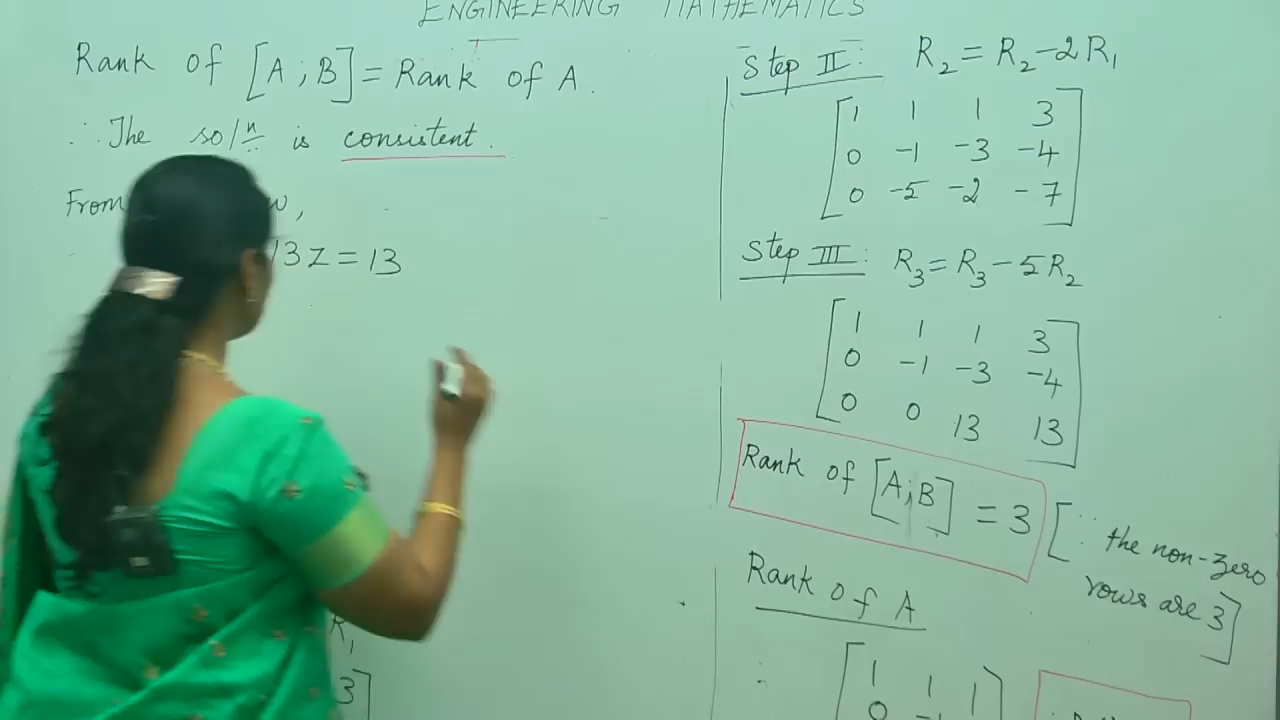 ENGINEERING MATHEMATICS
Rank of [A ; B] = Rank of A.
∴ The sol/n is consistent.
From w,
13z = 13
R₁
3]
Step II: R₂ = R₂ - 2R₁
[1 1 1 3
0 -1 -3 -4
0 -5 -2 -7]
Step III: R₃ = R₃ - 5R₂
[1 1 1 3
0 -1 -3 -4
0 0 13 13]
Rank of [A;B] = 3 [∵ the non-zero
rows are 3]
Rank of A
∴ [1 1 1
0 -1